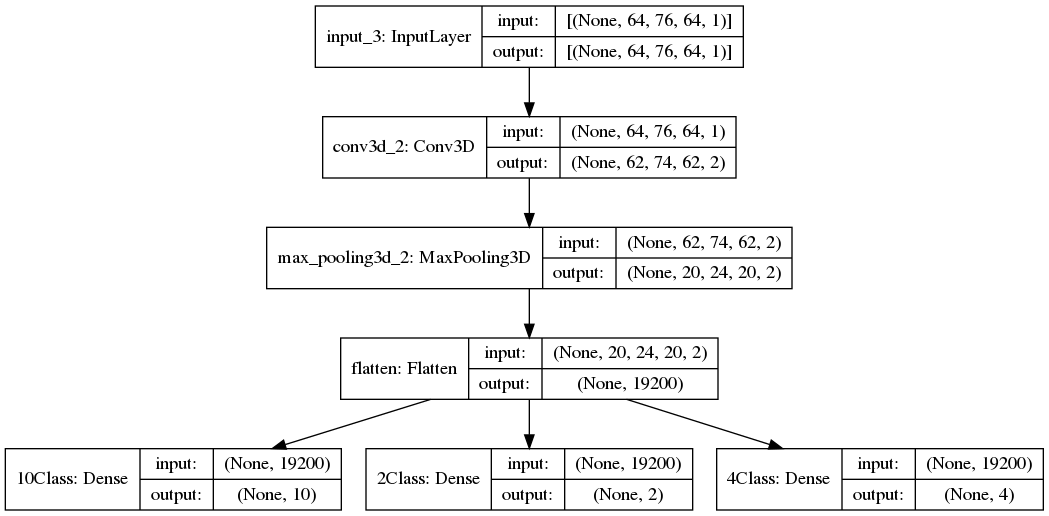 input_3: InputLayer
input: [(None, 64, 76, 64, 1)]
output: [(None, 64, 76, 64, 1)]
conv3d_2: Conv3D
input: (None, 64, 76, 64, 1)
output: (None, 62, 74, 62, 2)
max_pooling3d_2: MaxPooling3D
input: (None, 62, 74, 62, 2)
output: (None, 20, 24, 20, 2)
flatten: Flatten
input: (None, 20, 24, 20, 2)
output: (None, 19200)
10Class: Dense
input: (None, 19200)
output: (None, 10)
2Class: Dense
input: (None, 19200)
output: (None, 2)
4Class: Dense
input: (None, 19200)
output: (None, 4)